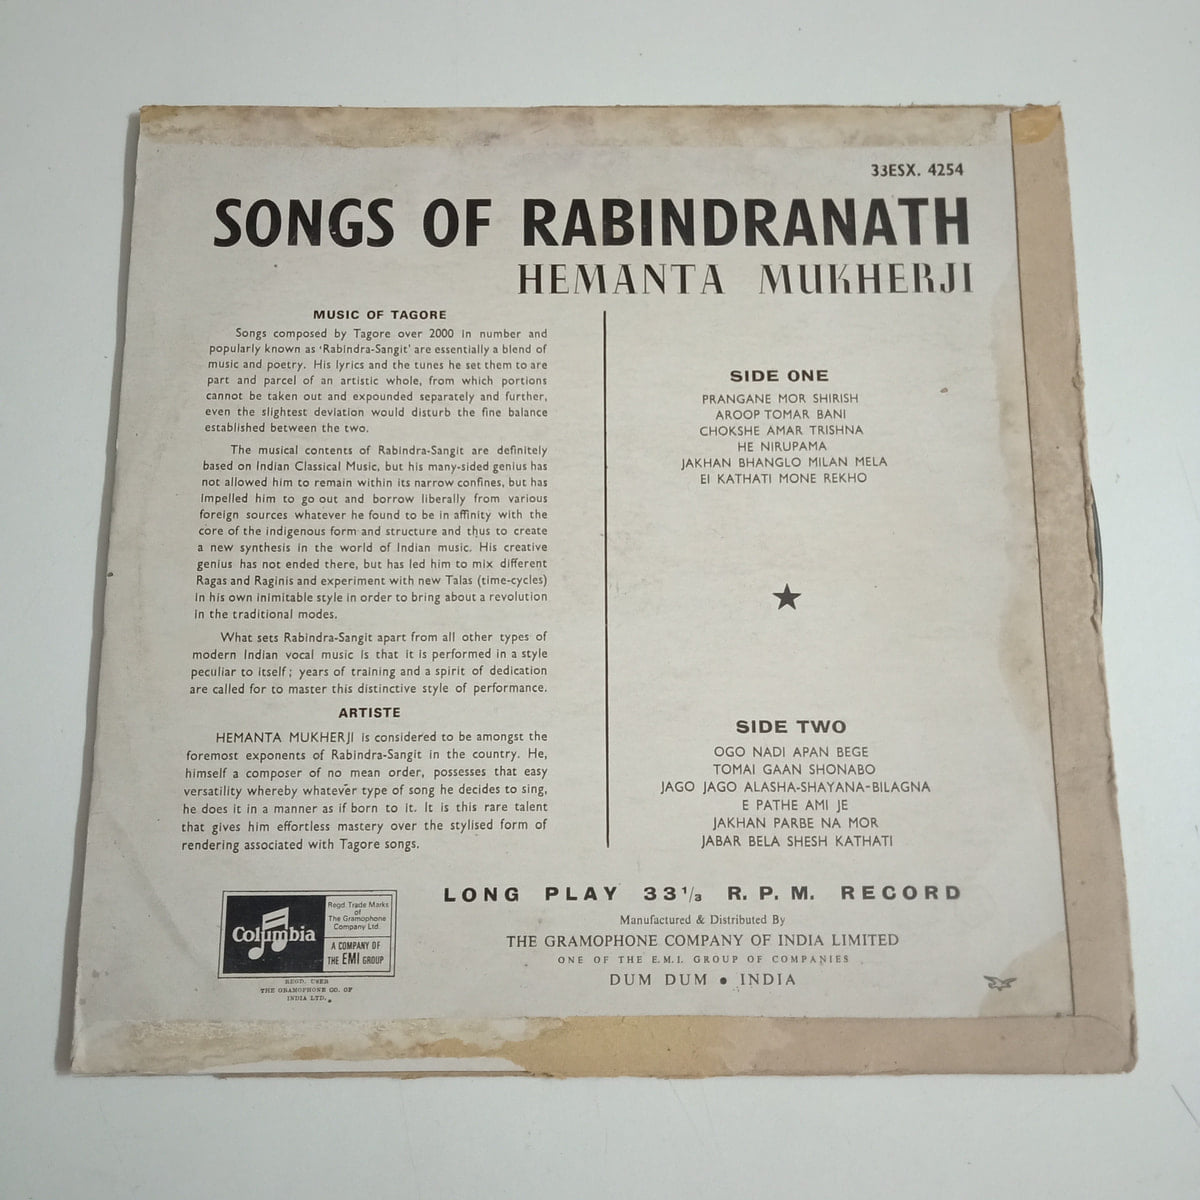 33ESX. 4254
SONGS OF RABINDRANATH
HEMANTA MUKHERJI
MUSIC OF TAGORE
Songs composed by Tagore over 2000 in number and
popularly known as ‘Rabindra-Sangit’ are essentially a blend of
music and poetry. His lyrics and the tunes he set them to are
part and parcel of an artistic whole, from which portions
cannot be taken out and expounded separately and further,
even the slightest deviation would disturb the fine balance
established between the two.
The musical contents of Rabindra-Sangit are definitely
based on Indian Classical Music, but his many-sided genius has
not allowed him to remain within its narrow confines, but has
impelled him to go out and borrow liberally from various
foreign sources whatever he found to be in affinity with the
core of the indigenous form and structure and thus to create
a new synthesis in the world of Indian music. His creative
genius has not ended there, but has led him to mix different
Ragas and Raginis and experiment with new Talas (time-cycles)
in his own inimitable style in order to bring about a revolution
in the traditional modes.
What sets Rabindra-Sangit apart from all other types of
modern Indian vocal music is that it is performed in a style
peculiar to itself; years of training and a spirit of dedication
are called for to master this distinctive style of performance.
ARTISTE
HEMANTA MUKHERJI is considered to be amongst the
foremost exponents of Rabindra-Sangit in the country. He,
himself a composer of no mean order, possesses that easy
versatility whereby whatever type of song he decides to sing,
he does it in a manner as if born to it. It is this rare talent
that gives him effortless mastery over the stylised form of
rendering associated with Tagore songs.
SIDE ONE
PRANGANE MOR SHIRISH
AROOP TOMAR BANI
CHOKSHE AMAR TRISHNA
HE NIRUPAMA
JAKHAN BHANGLO MILAN MELA
EI KATHATI MONE REKHO
SIDE TWO
OGO NADI APAN BEGE
TOMAI GAAN SHONABO
JAGO JAGO ALASHA-SHAYANA-BILAGNA
E PATHE AMI JE
JAKHAN PARBE NA MOR
JABAR BELA SHESH KATHATI
Columbia
Regd. Trade Marks
of
The Gramophone
Company Ltd.
A COMPANY OF
THE EMI GROUP
REGD. USER
THE GRAMOPHONE CO. OF
INDIA LTD.
LONG PLAY 33 1/3 R. P. M. RECORD
Manufactured & Distributed By
THE GRAMOPHONE COMPANY OF INDIA LIMITED
ONE OF THE E.M.I. GROUP OF COMPANIES
DUM DUM • INDIA